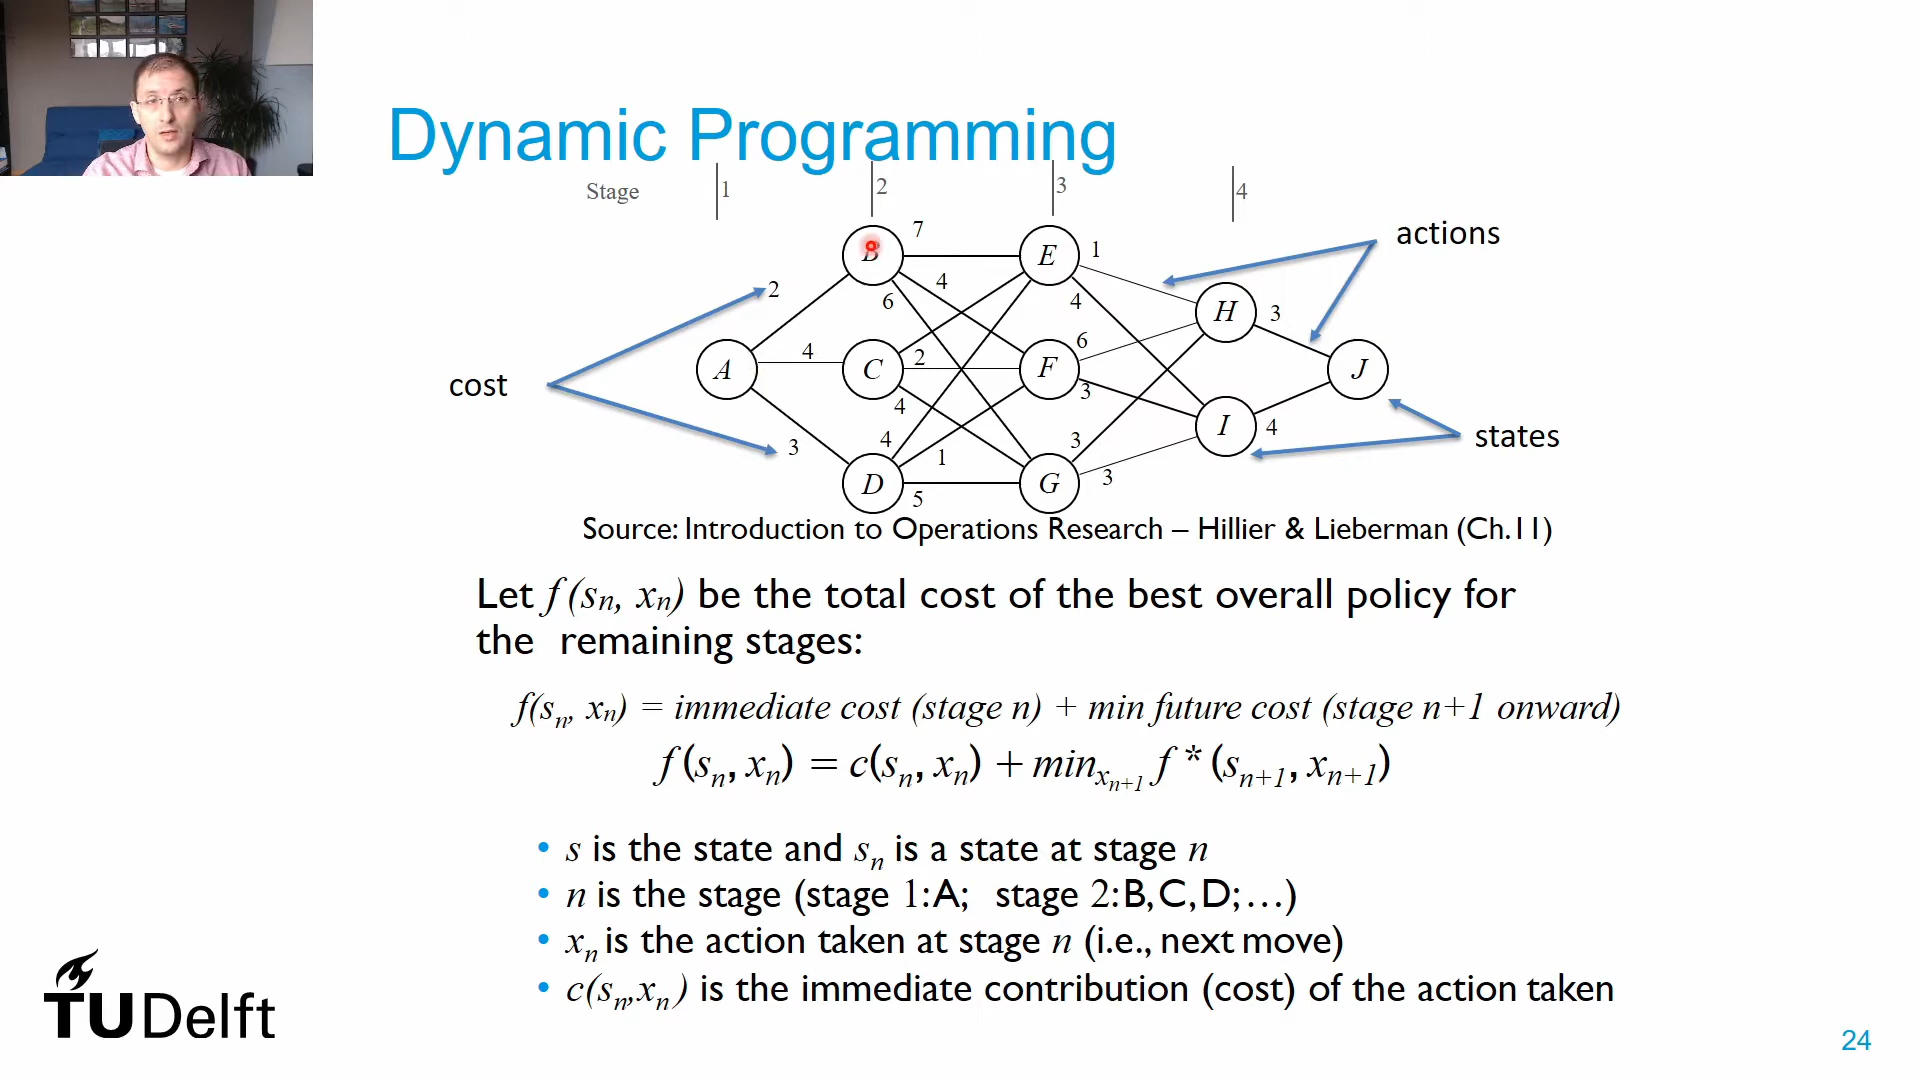 Dynamic Programming
Stage 1 2 3 4
actions
7
B E 1
4
2 6 4
H 3
cost
A 4 C 2 F 6 J
3
4
I 4
states
3 4 3
1
D 5 G 3
Source: Introduction to Operations Research – Hillier & Lieberman (Ch.11)
Let f (sn, xn) be the total cost of the best overall policy for
the remaining stages:
f(sn, xn) = immediate cost (stage n) + min future cost (stage n+1 onward)
f (sn, xn) = c(sn, xn) + minxn+1 f * (sn+1, xn+1)
• s is the state and sn is a state at stage n
• n is the stage (stage 1: A; stage 2: B, C, D; …)
• xn is the action taken at stage n (i.e., next move)
• c(sn,xn ) is the immediate contribution (cost) of the action taken
TUDelft
24